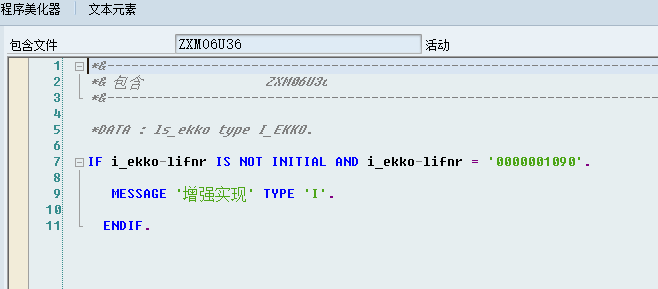 程序美化器 文本元素
包含文件 ZXM06U36 活动
1 *&---------------------------------------------------------------------
2 *& 包含 ZXM06U36
3 *&---------------------------------------------------------------------
4
5 *DATA : ls_ekko type I_EKKO.
6
7 IF i_ekko-lifnr IS NOT INITIAL AND i_ekko-lifnr = '0000001090'.
8
9 MESSAGE '增强实现' TYPE 'I'.
10
11 ENDIF.